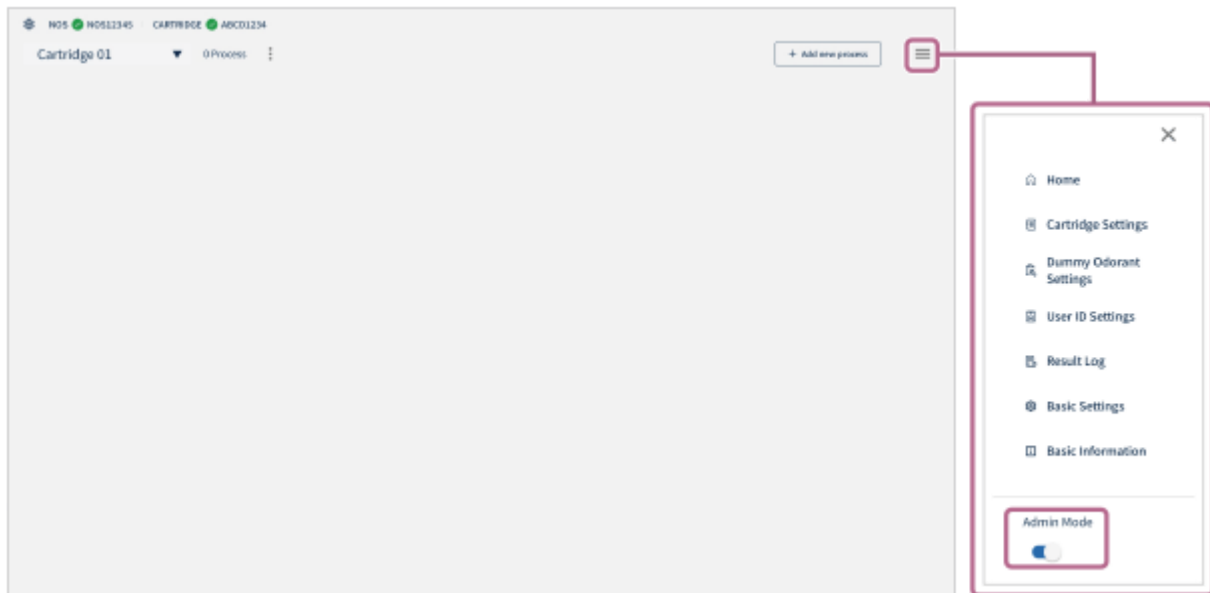 NOS NOS12345 CARTRIDGE ABCD1234
Cartridge 01 0 Process + Add new process
Home
Cartridge Settings
Dummy Odorant
Settings
User ID Settings
Result Log
Basic Settings
Basic Information
Admin Mode